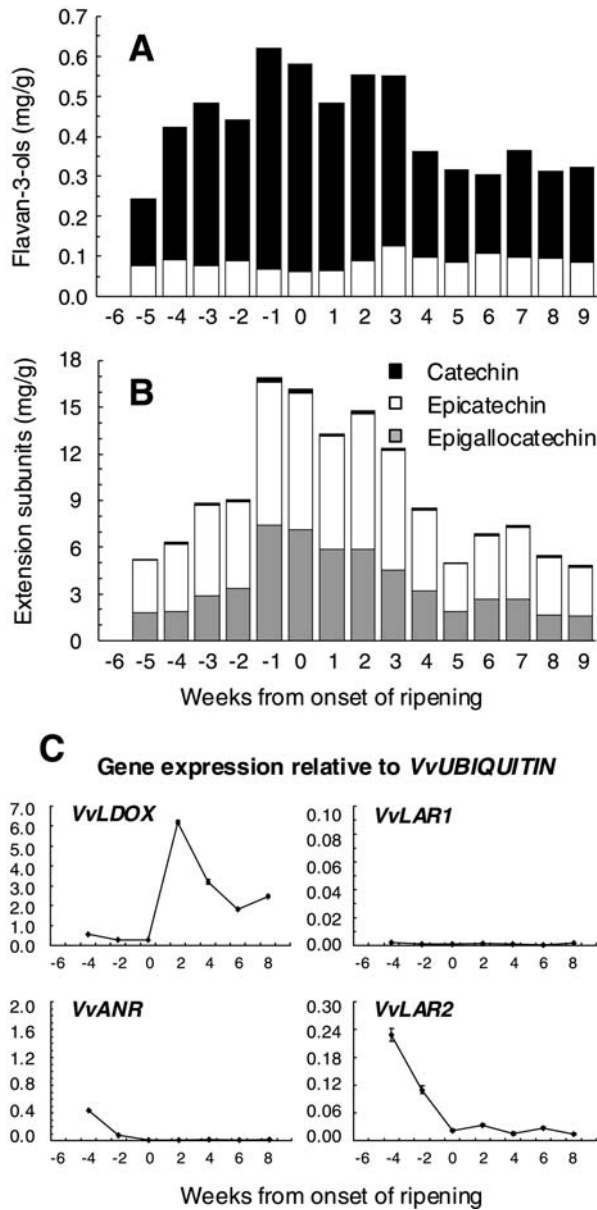 A
Flavan-3-ols (mg/g)
0.7
0.6
0.5
0.4
0.3
0.2
0.1
0.0
-6 -5 -4 -3 -2 -1 0 1 2 3 4 5 6 7 8 9
B
Extension subunits (mg/g)
18
15
12
9
6
3
0
Catechin
Epicatechin
Epigallocatechin
-6 -5 -4 -3 -2 -1 0 1 2 3 4 5 6 7 8 9
Weeks from onset of ripening
C
Gene expression relative to VvUBIQUITIN
VvLDOX
7.0
6.0
5.0
4.0
3.0
2.0
1.0
0.0
-6 -4 -2 0 2 4 6 8
VvLAR1
0.10
0.08
0.06
0.04
0.02
0.00
-6 -4 -2 0 2 4 6 8
VvANR
2.0
1.6
1.2
0.8
0.4
0.0
-6 -4 -2 0 2 4 6 8
VvLAR2
0.30
0.24
0.18
0.12
0.06
0.00
-6 -4 -2 0 2 4 6 8
Weeks from onset of ripening